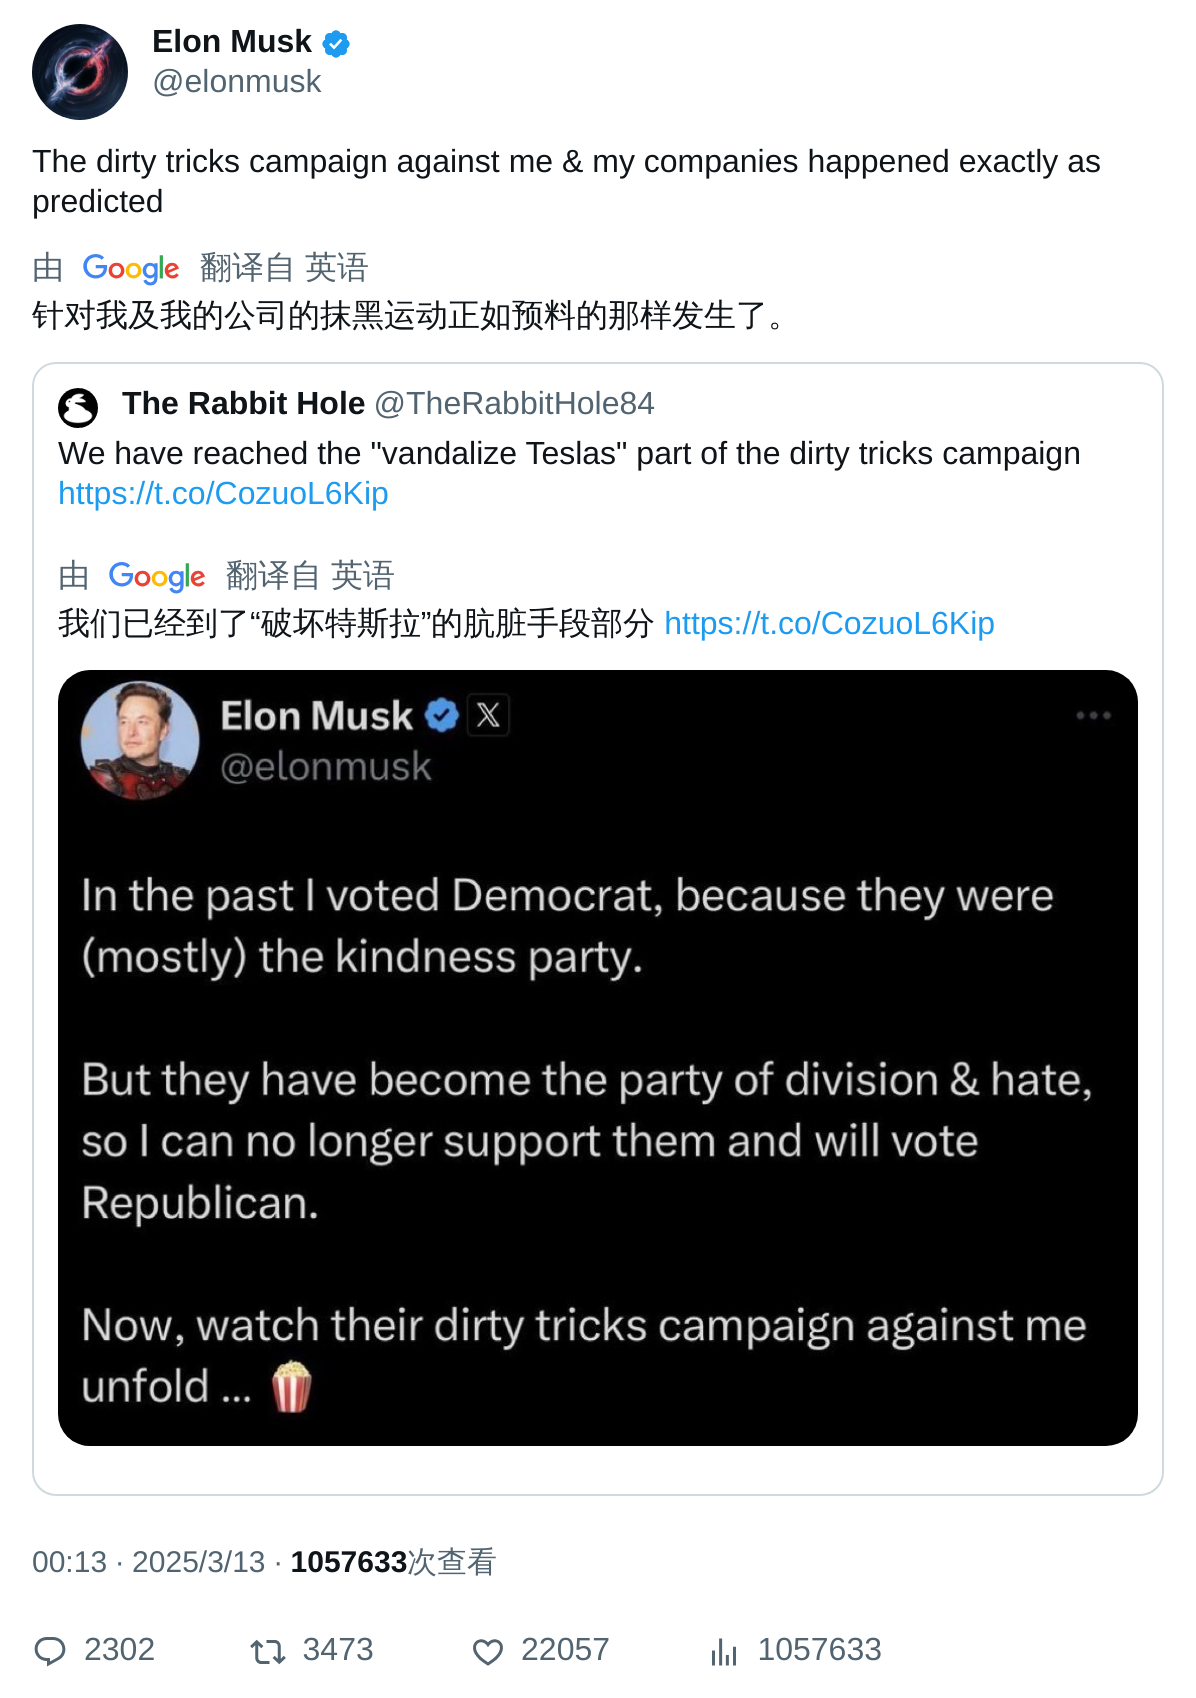 Elon Musk
@elonmusk
The dirty tricks campaign against me & my companies happened exactly as
predicted
由 Google 翻译自 英语
针对我及我的公司的抹黑运动正如预料的那样发生了。
The Rabbit Hole @TheRabbitHole84
We have reached the "vandalize Teslas" part of the dirty tricks campaign
https://t.co/CozuoL6Kip
由 Google 翻译自 英语
我们已经到了“破坏特斯拉”的肮脏手段部分 https://t.co/CozuoL6Kip
Elon Musk X
@elonmusk
In the past I voted Democrat, because they were
(mostly) the kindness party.
But they have become the party of division & hate,
so I can no longer support them and will vote
Republican.
Now, watch their dirty tricks campaign against me
unfold ... 🍿
00:13 · 2025/3/13 · 1057633次查看
2302 3473 22057 1057633